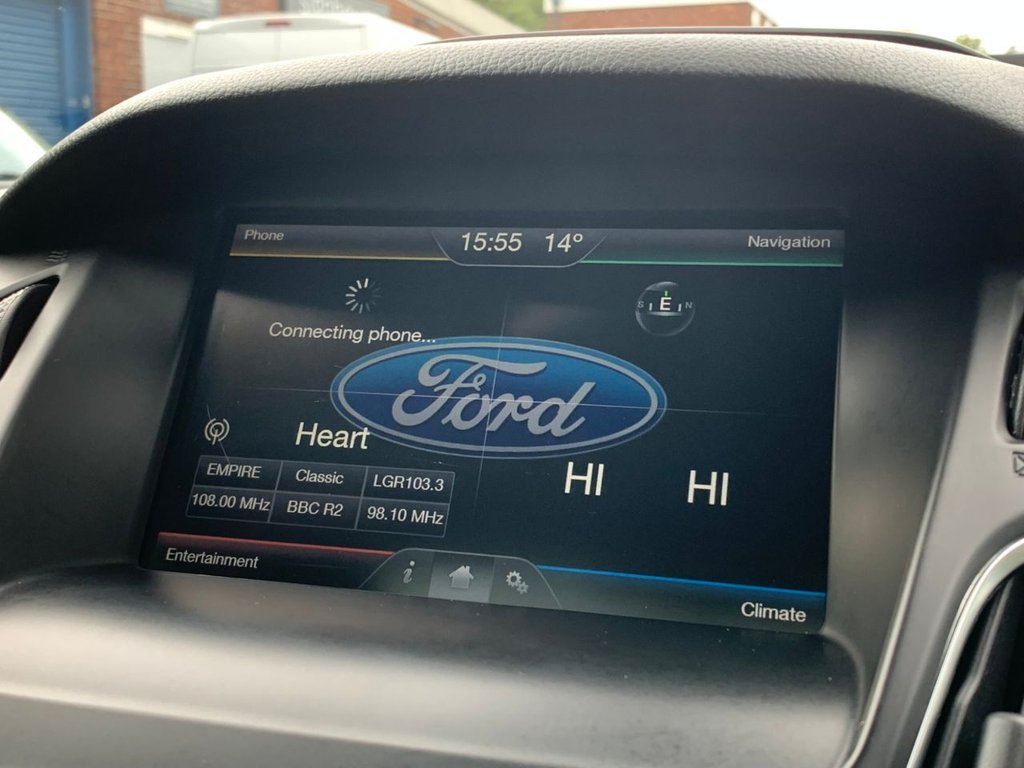 Phone
15:55 14°
Navigation
Connecting phone...
S E N
Ford
Heart
EMPIRE Classic LGR103.3
108.00 MHz BBC R2 98.10 MHz
HI HI
Entertainment
i
Climate